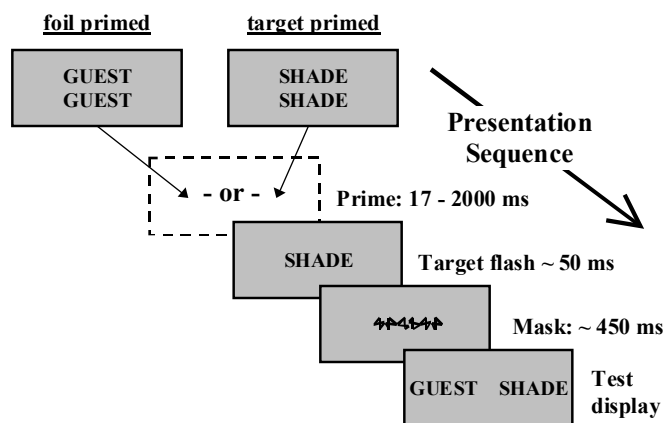 foil primed
target primed
GUEST
GUEST
SHADE
SHADE
Presentation
Sequence
- or -
Prime: 17 - 2000 ms
SHADE
Target flash ~ 50 ms
Mask: ~ 450 ms
GUEST SHADE
Test
display